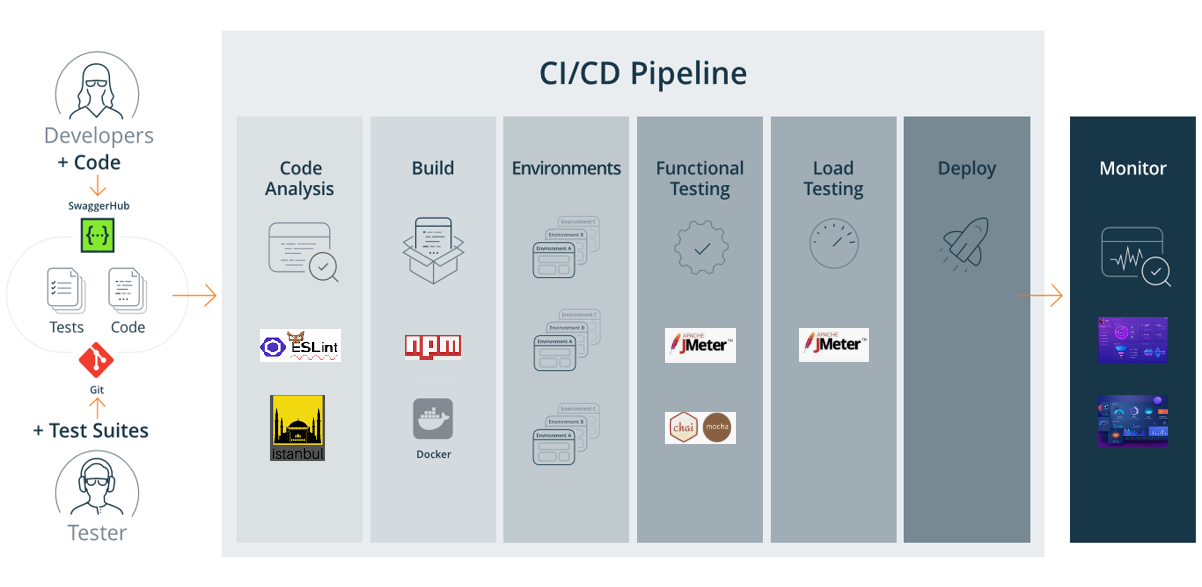 CI/CD Pipeline
Developers
+ Code
SwaggerHub
{··}
Tests
Code
Git
+ Test Suites
Tester
Code
Analysis
ESLint
istanbul
Build
npm
Docker
Environments
Environment C
Environment B
Environment A
Environment C
Environment B
Environment A
Environment C
Environment B
Environment A
Functional
Testing
APACHE
JMeter™
chai
mocha
Load
Testing
APACHE
JMeter™
Deploy
Monitor